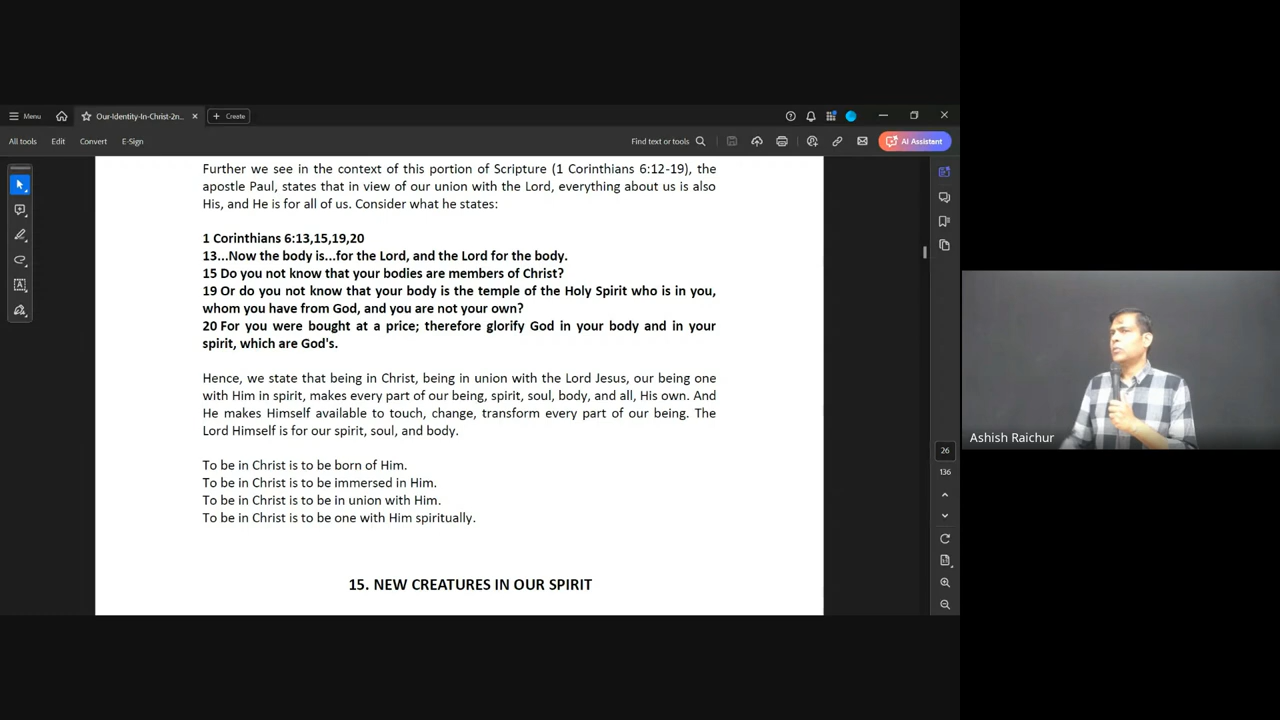 Menu
Our-Identity-In-Christ-2n...
Create
All tools
Edit
Convert
E-Sign
Find text or tools
AI Assistant
Further we see in the context of this portion of Scripture (1 Corinthians 6:12-19), the
apostle Paul, states that in view of our union with the Lord, everything about us is also
His, and He is for all of us. Consider what he states:
1 Corinthians 6:13,15,19,20
13...Now the body is...for the Lord, and the Lord for the body.
15 Do you not know that your bodies are members of Christ?
19 Or do you not know that your body is the temple of the Holy Spirit who is in you,
whom you have from God, and you are not your own?
20 For you were bought at a price; therefore glorify God in your body and in your
spirit, which are God's.
Hence, we state that being in Christ, being in union with the Lord Jesus, our being one
with Him in spirit, makes every part of our being, spirit, soul, body, and all, His own. And
He makes Himself available to touch, change, transform every part of our being. The
Lord Himself is for our spirit, soul, and body.
To be in Christ is to be born of Him.
To be in Christ is to be immersed in Him.
To be in Christ is to be in union with Him.
To be in Christ is to be one with Him spiritually.
15. NEW CREATURES IN OUR SPIRIT
26
136
Ashish Raichur